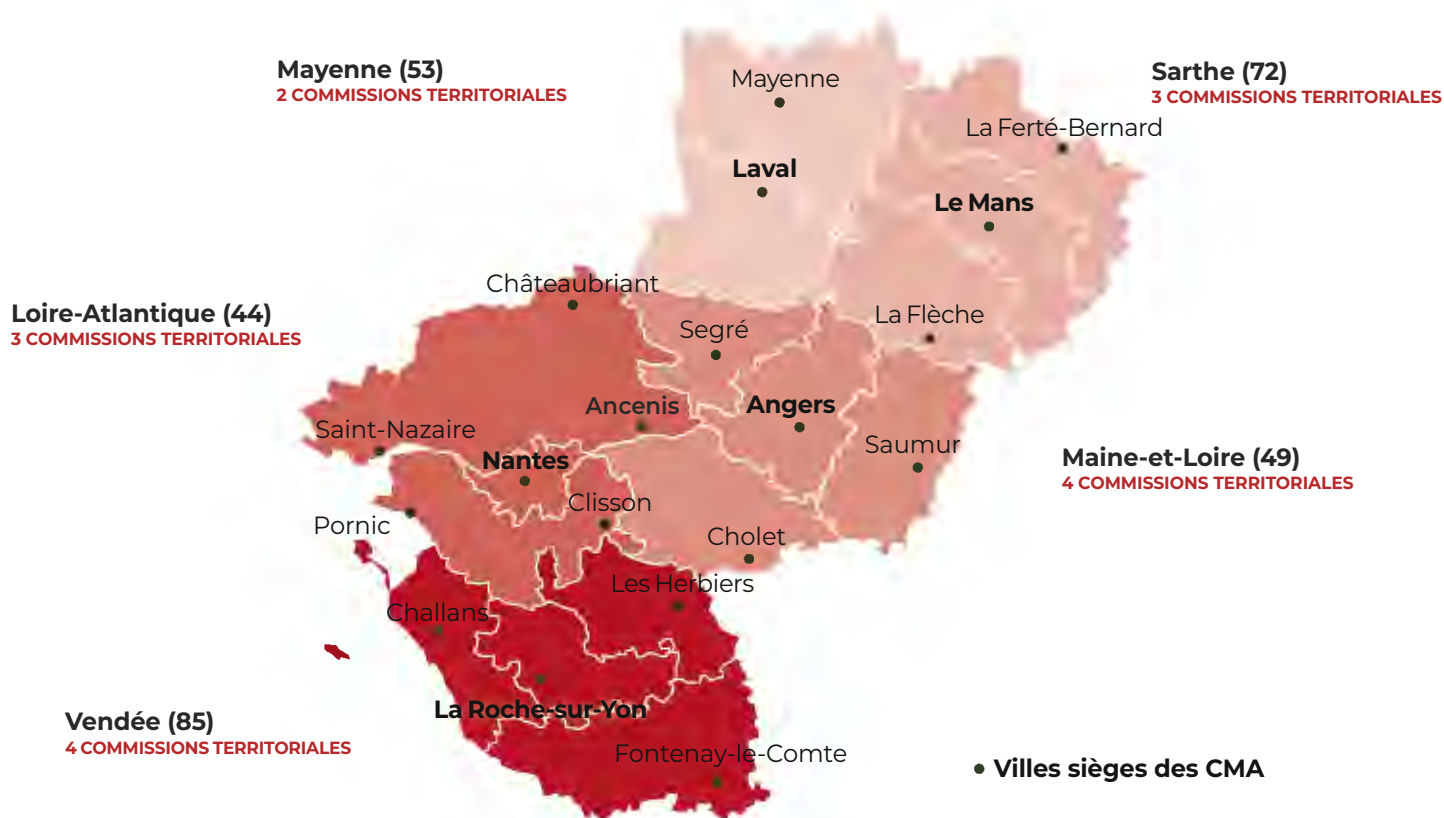 Mayenne (53)
2 COMMISSIONS TERRITORIALES
Sarthe (72)
3 COMMISSIONS TERRITORIALES
Mayenne
La Ferté-Bernard
Laval
Le Mans
Châteaubriant
Loire-Atlantique (44)
3 COMMISSIONS TERRITORIALES
La Flèche
Segré
Ancenis
Angers
Saint-Nazaire
Saumur
Nantes
Maine-et-Loire (49)
4 COMMISSIONS TERRITORIALES
Clisson
Pornic
Cholet
Les Herbiers
Challans
La Roche-sur-Yon
Vendée (85)
4 COMMISSIONS TERRITORIALES
Fontenay-le-Comte
Villes sièges des CMA